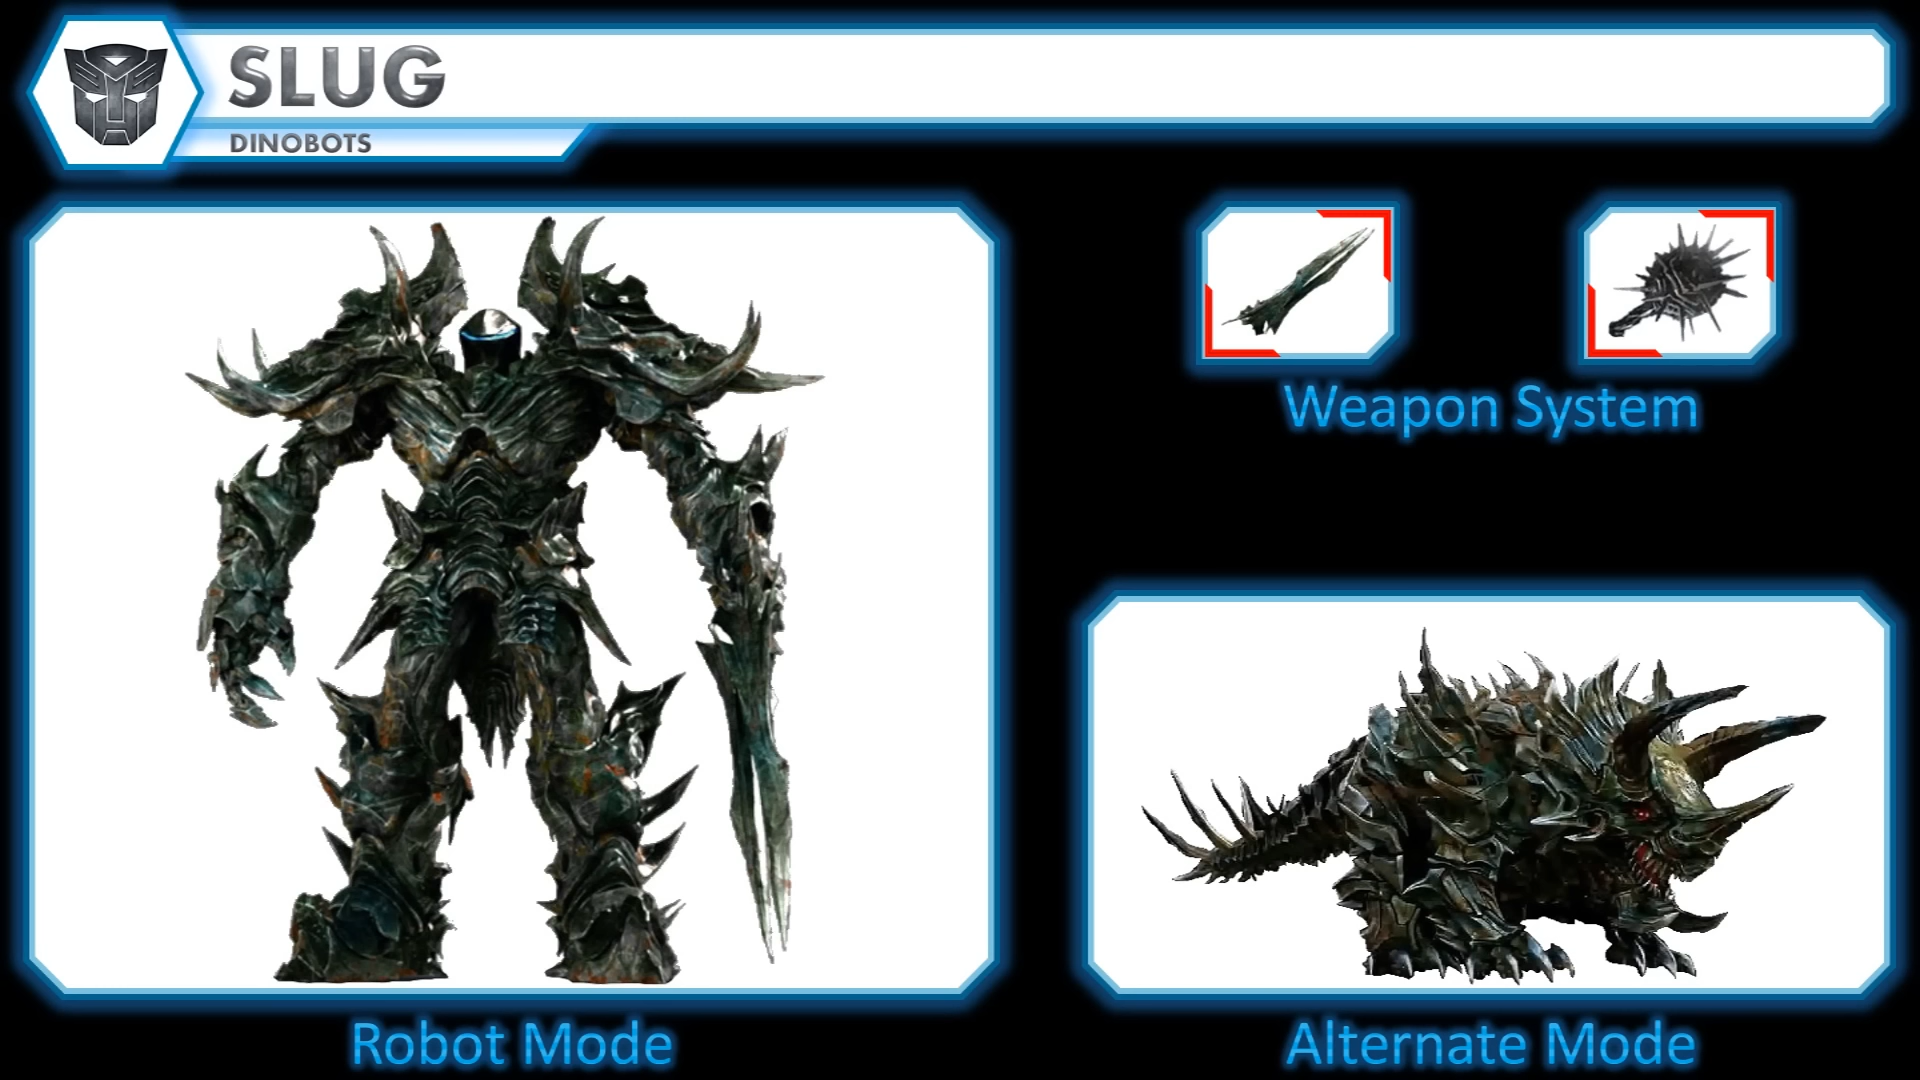 SLUG
DINOBOTS
Weapon System
Robot Mode
Alternate Mode